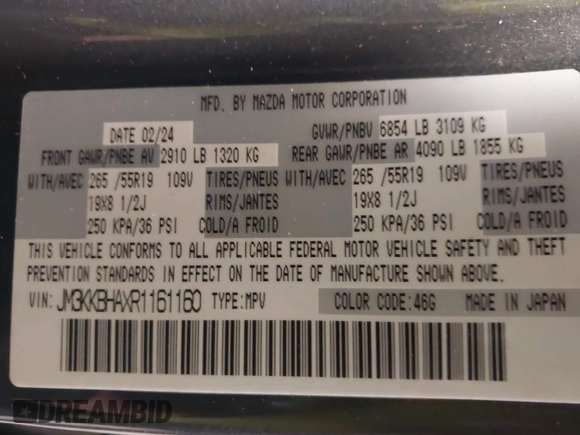 MFD. BY MAZDA MOTOR CORPORATION
DATE 02/24 GVWR/PNBV 6854 LB 3109 KG
FRONT GAWR/PNBE AV 2910 LB 1320 KG REAR GAWR/PNBE AR 4090 LB 1855 KG
WITH/AVEC 265 /55R19 109V TIRES/PNEUS WITH/AVEC 265 /55R19 109V TIRES/PNEUS
19X8 1/2J RIMS/JANTES 19X8 1/2J RIMS/JANTES
250 KPA/36 PSI COLD/A FROID 250 KPA/36 PSI COLD/A FROID
THIS VEHICLE CONFORMS TO ALL APPLICABLE FEDERAL MOTOR VEHICLE SAFETY AND THEFT
PREVENTION STANDARDS IN EFFECT ON THE DATE OF MANUFACTURE SHOWN ABOVE.
VIN: JM3KKBHAXR1161160 TYPE:MPV COLOR CODE:46G MADE IN JAPAN
DREAMBID